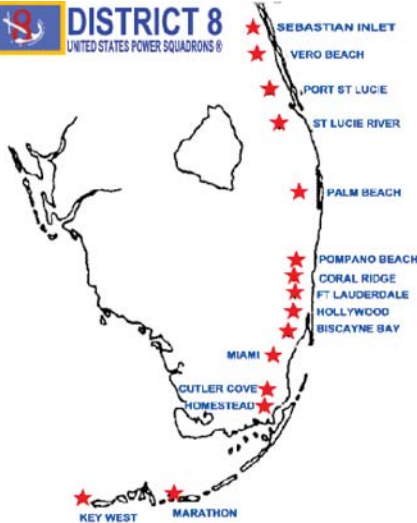 8
DISTRICT 8
UNITED STATES POWER SQUADRONS ®
SEBASTIAN INLET
VERO BEACH
PORT ST LUCIE
ST LUCIE RIVER
PALM BEACH
POMPANO BEACH
CORAL RIDGE
FT LAUDERDALE
HOLLYWOOD
BISCAYNE BAY
MIAMI
CUTLER COVE
HOMESTEAD
KEY WEST
MARATHON